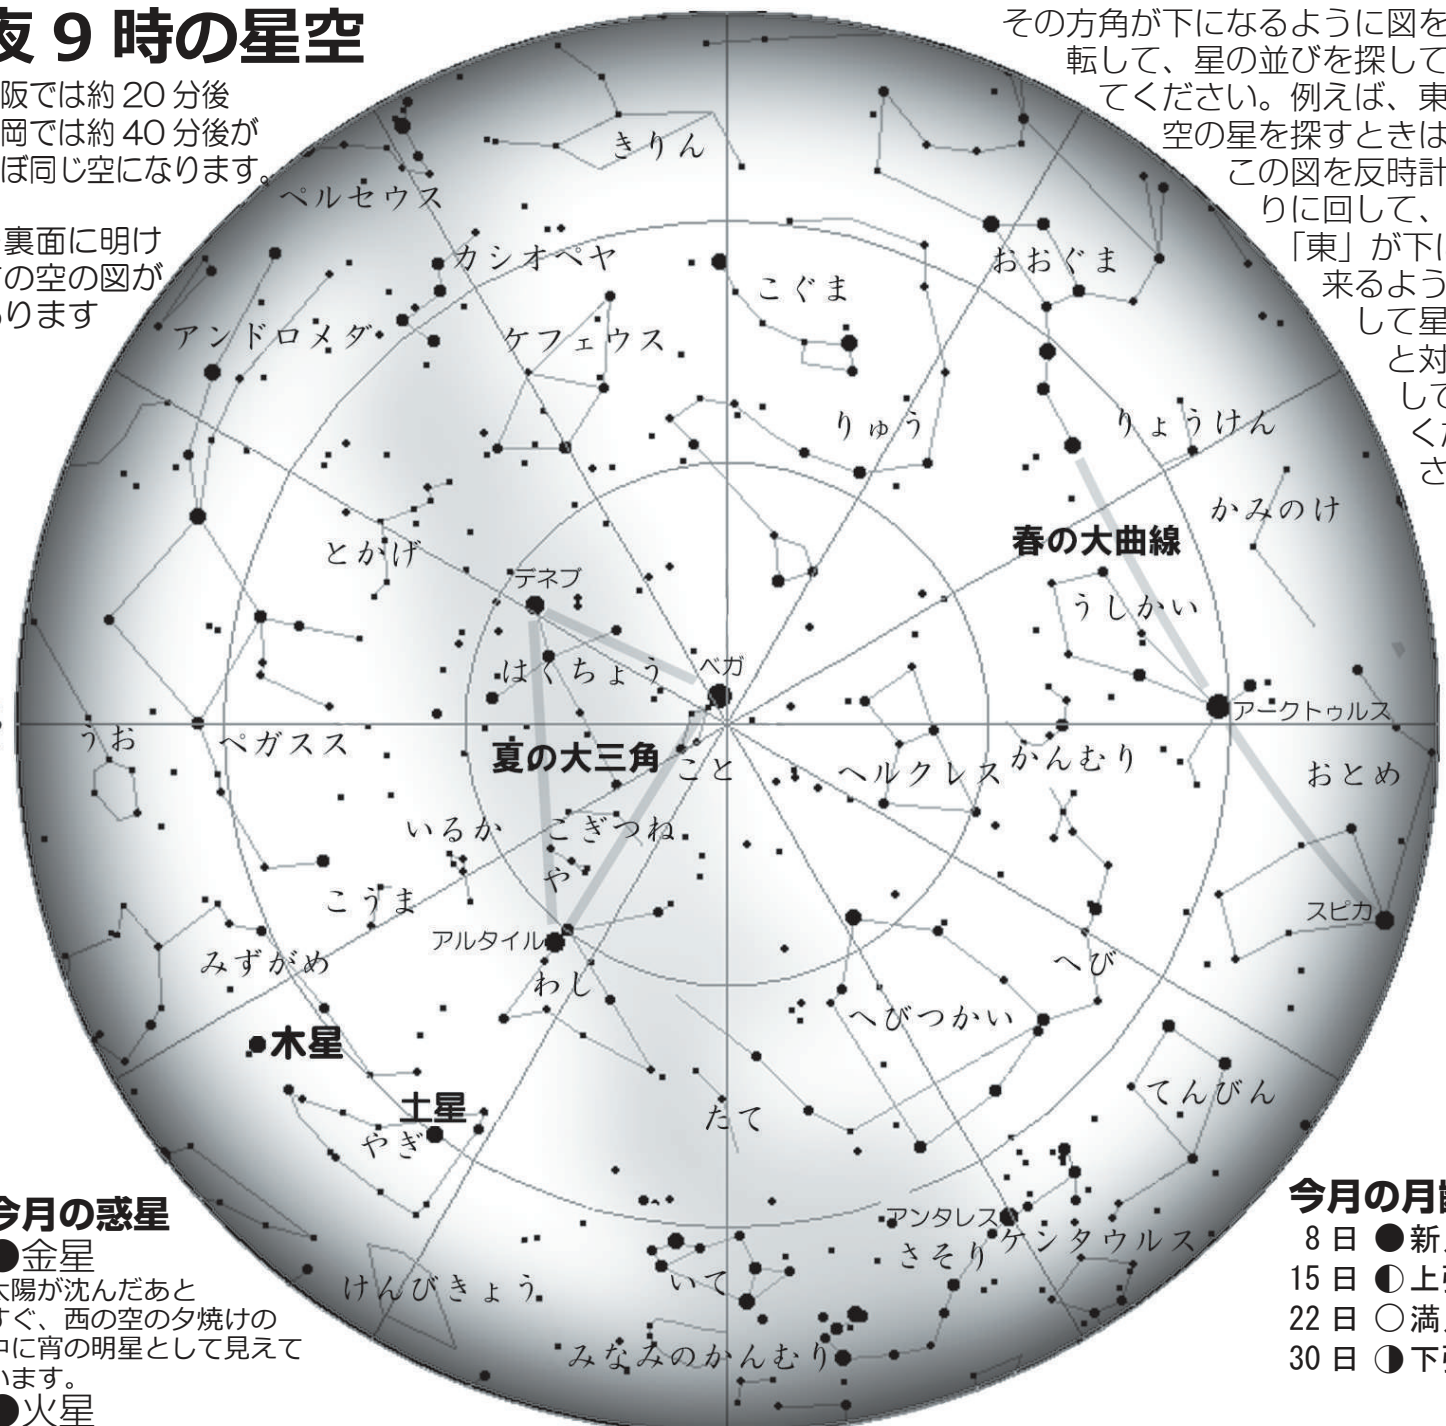 夜９時の星空
阪では約 20 分後
岡では約 40 分後が
ぼ同じ空になります。
裏面に明け
の空の図が
ります
その方角が下になるように図を
転して、星の並びを探して
てください。例えば、東
空の星を探すときは
この図を反時計
りに回して、
「東」が下に
来るよう
して星
と対
して
くだ
さ
きりん
ペルセウス
カシオペヤ
おおぐま
こぐま
アンドロメダ
ケフェウス
りゅう
りょうけん
かみのけ
とかげ
春の大曲線
デネブ
うしかい
はくちょう
ベガ
アークトゥルス
うお
ペガスス
夏の大三角
こと
ヘルクレス
かんむり
おとめ
いるか
こぎつね
や
こうま
スピカ
アルタイル
みずがめ
わし
へび
へびつかい
木星
土星
やぎ
たて
てんびん
アンタレス
さそり
ケンタウルス
いて
けんびきょう
みなみのかんむり
今月の惑星
●金星
太陽が沈んだあと
すぐ、西の空の夕焼けの
中に宵の明星として見えて
います。
●火星
今月の月齢
8 日 ●新月
15 日 ◐上弦
22 日 ○満月
30 日 ◑下弦